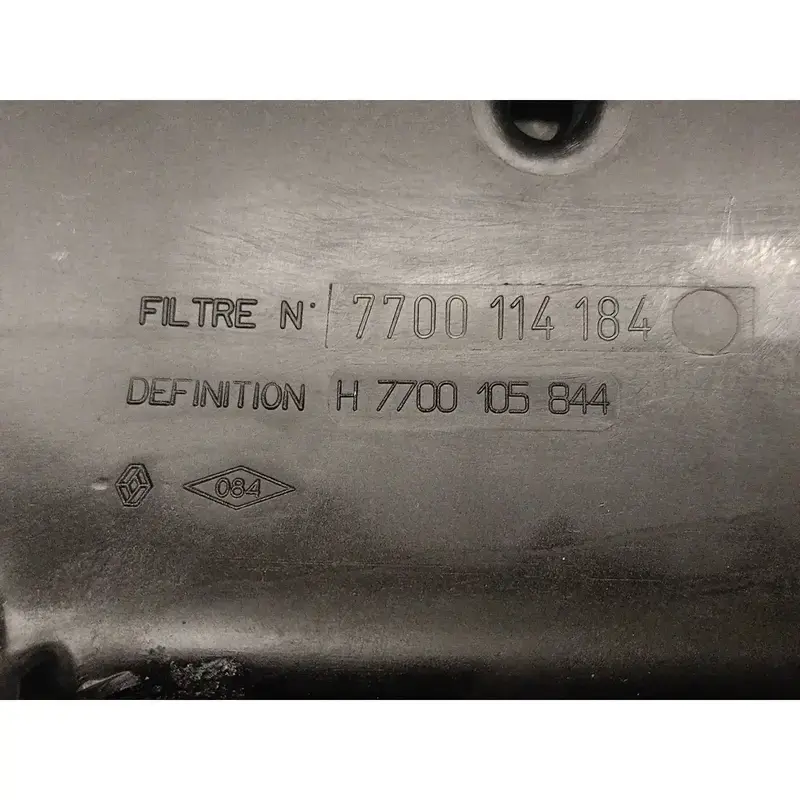 FILTRE N° 7700 114 184
DEFINITION H 7700 105 844
084